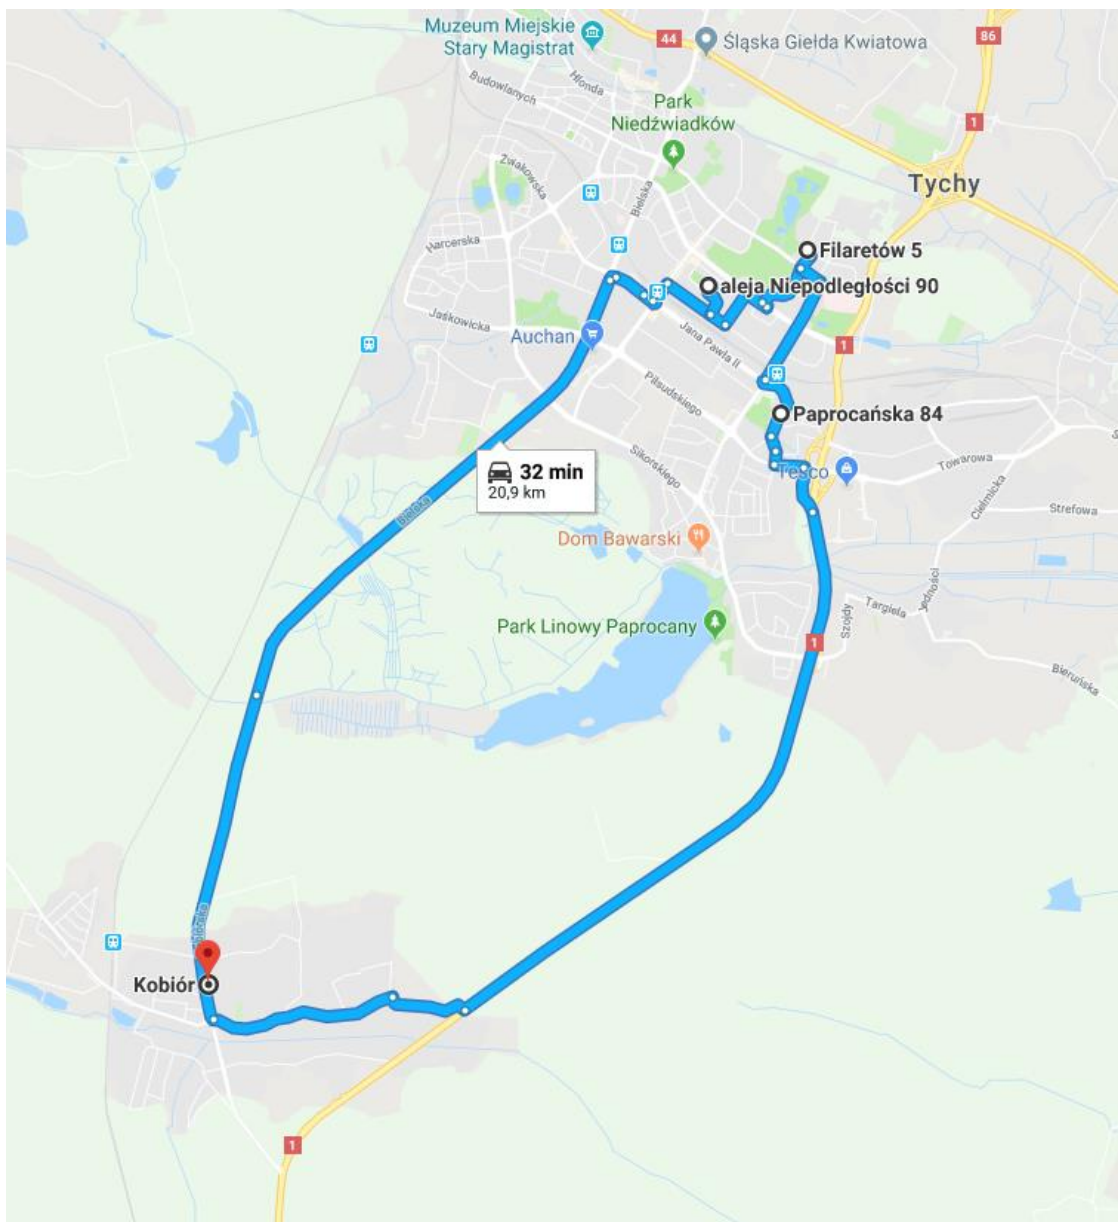 Muzeum Miejskie
Stary Magistrat
44
Śląska Giełda Kwiatowa
86
Budowlanych
Hłonda
Park
Niedźwiadków
1
Żwakowska
Tychy
Bielska
Harcerska
Filaretów 5
aleja Niepodległości 90
Jaśkowicka
Auchan
Jana Pawła II
1
Piłsudskiego
Paprocańska 84
Sikorskiego
32 min
20,9 km
Tesco
Towarowa
Cielmicka
Strefowa
Bielska
Dom Bawarski
Jedności
Targiela
Szojdy
Park Linowy Paprocany
1
Bieruńska
Kobiór
1